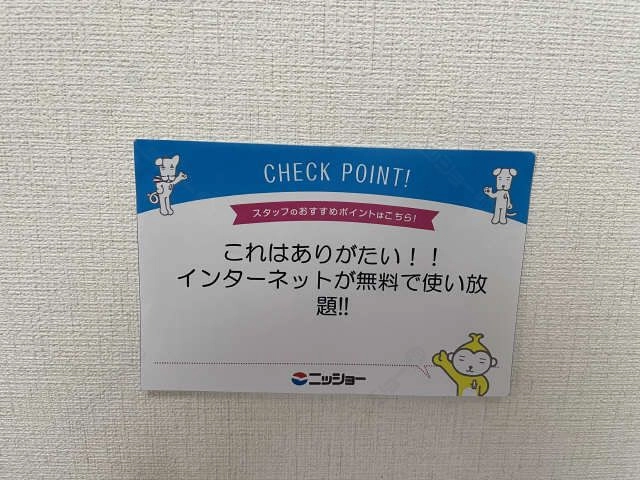 CHECK POINT!
スタッフのおすすめポイントはこちら!
これはありがたい！！
インターネットが無料で使い放
題!!
ニッショー